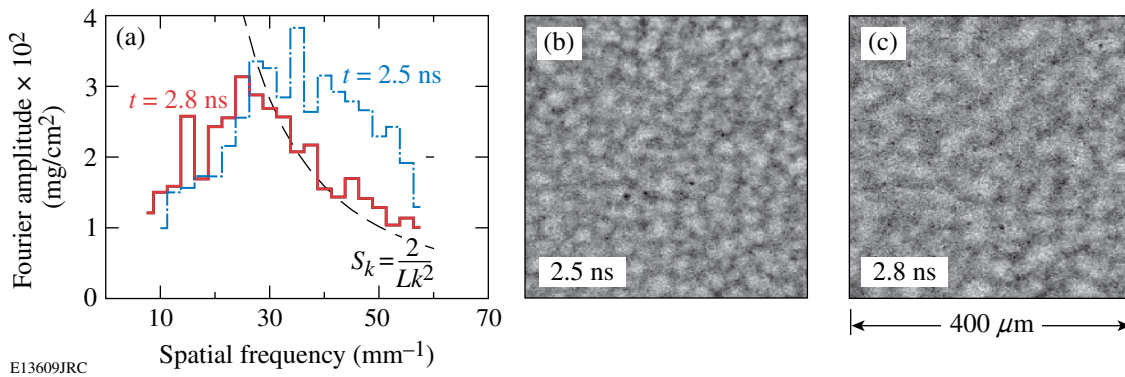 (a)
4
3
2
1
0
Fourier amplitude × 10²
(mg/cm²)
t = 2.8 ns
t = 2.5 ns
Sₖ = 2/Lk²
10 30 50 70
Spatial frequency (mm⁻¹)
(b)
2.5 ns
(c)
2.8 ns
400 μm
E13609JRC